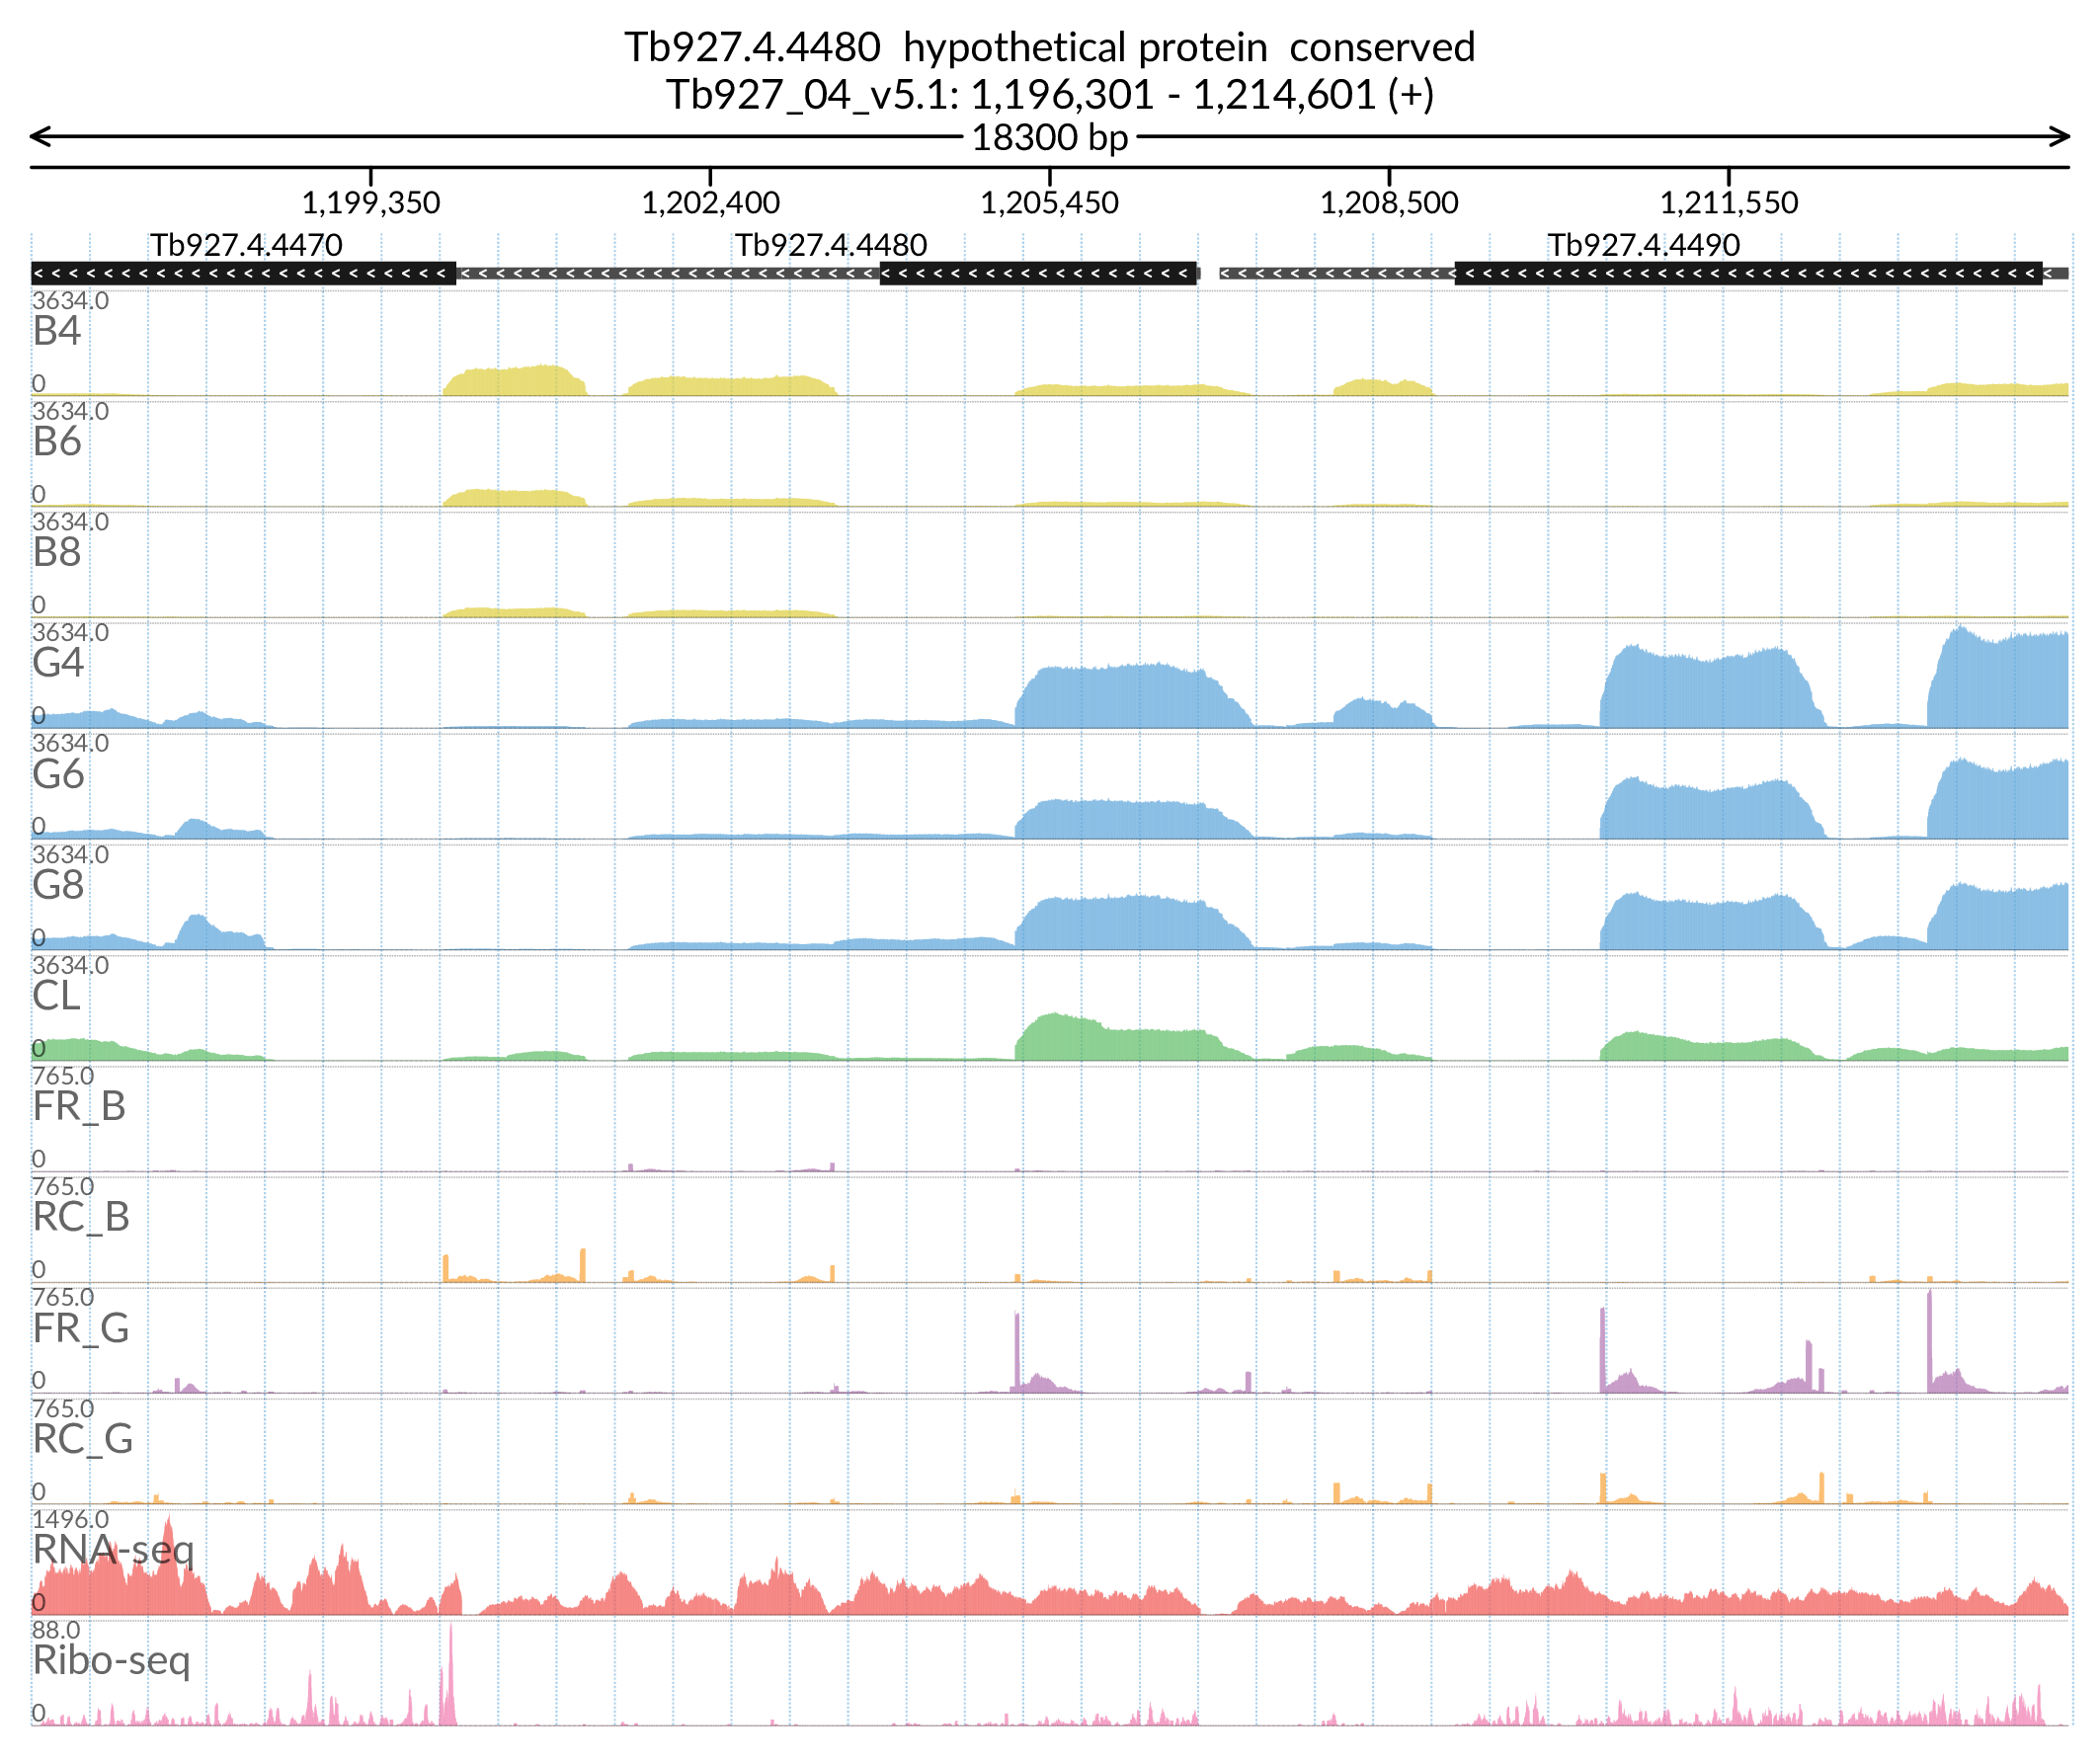 Tb927.4.4480 hypothetical protein conserved
Tb927_04_v5.1: 1,196,301 - 1,214,601 (+)
18300 bp
1,199,350 1,202,400 1,205,450 1,208,500 1,211,550
Tb927.4.4470 Tb927.4.4480 Tb927.4.4490
3634.0
B4
0
3634.0
B6
0
3634.0
B8
0
3634.0
G4
0
3634.0
G6
0
3634.0
G8
0
3634.0
CL
0
765.0
FR_B
0
765.0
RC_B
0
765.0
FR_G
0
765.0
RC_G
0
1496.0
RNA-seq
0
88.0
Ribo-seq
0